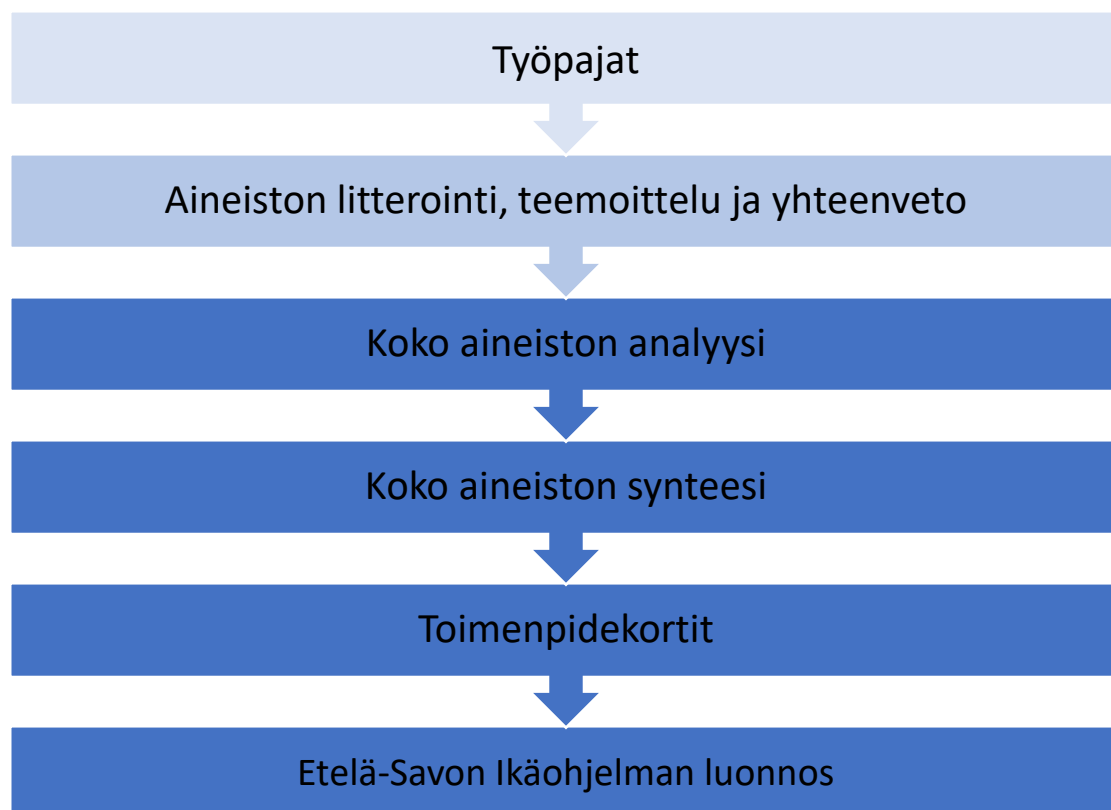 Työpajat
Aineiston litterointi, teemoittelu ja yhteenveto
Koko aineiston analyysi
Koko aineiston synteesi
Toimenpidekortit
Etelä-Savon Ikäohjelman luonnos